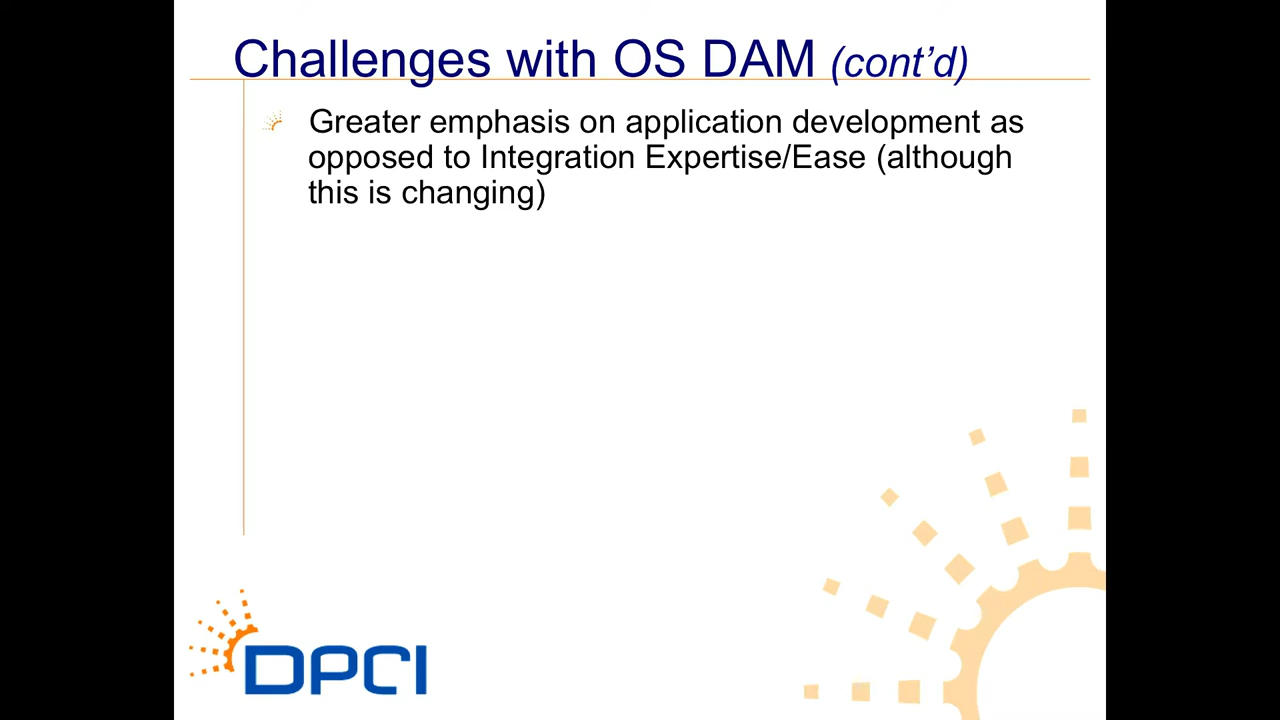 Challenges with OS DAM (cont’d)
Greater emphasis on application development as
opposed to Integration Expertise/Ease (although
this is changing)
DPCI